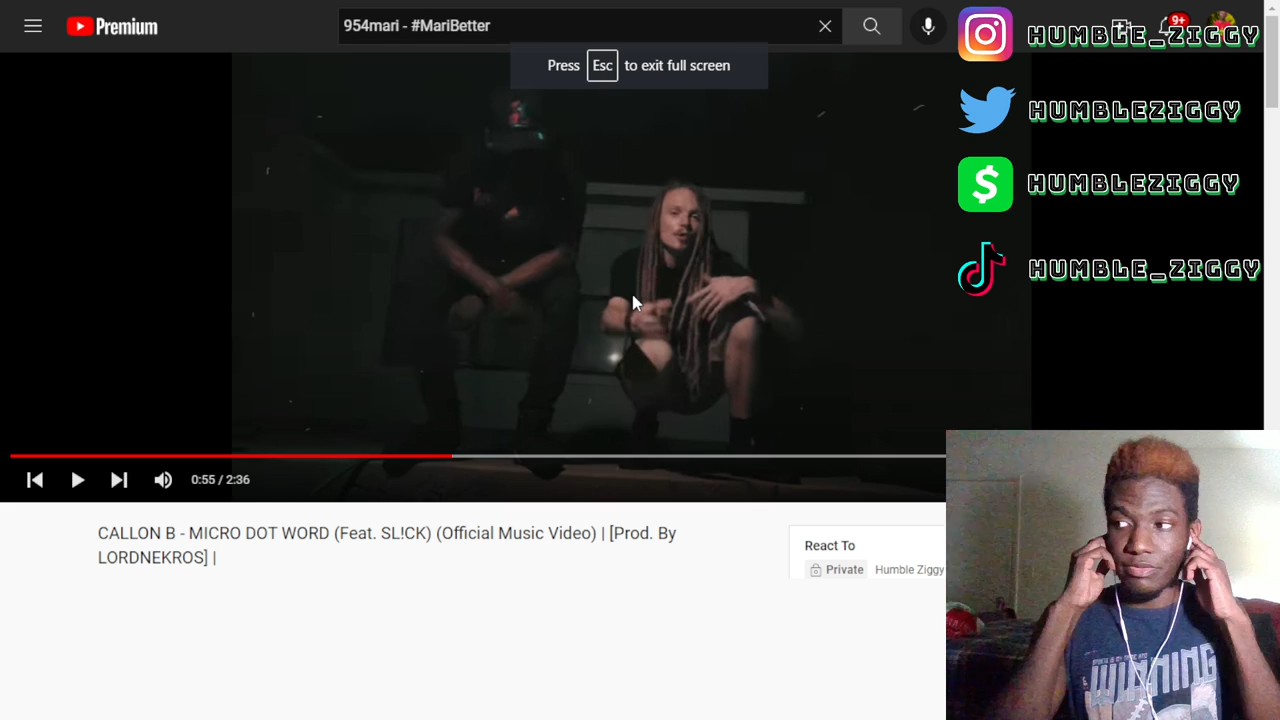 Premium
954mari - #MariBetter
9+
Press Esc to exit full screen
HUMBLE_ZIGGY
HUMBLEZIGGY
$ HUMBLEZIGGY
HUMBLE_ZIGGY
0:55 / 2:36
CALLON B - MICRO DOT WORD (Feat. SL!CK) (Official Music Video) | [Prod. By
LORDNEKROS] |
React To
Private Humble Ziggy
WINNING